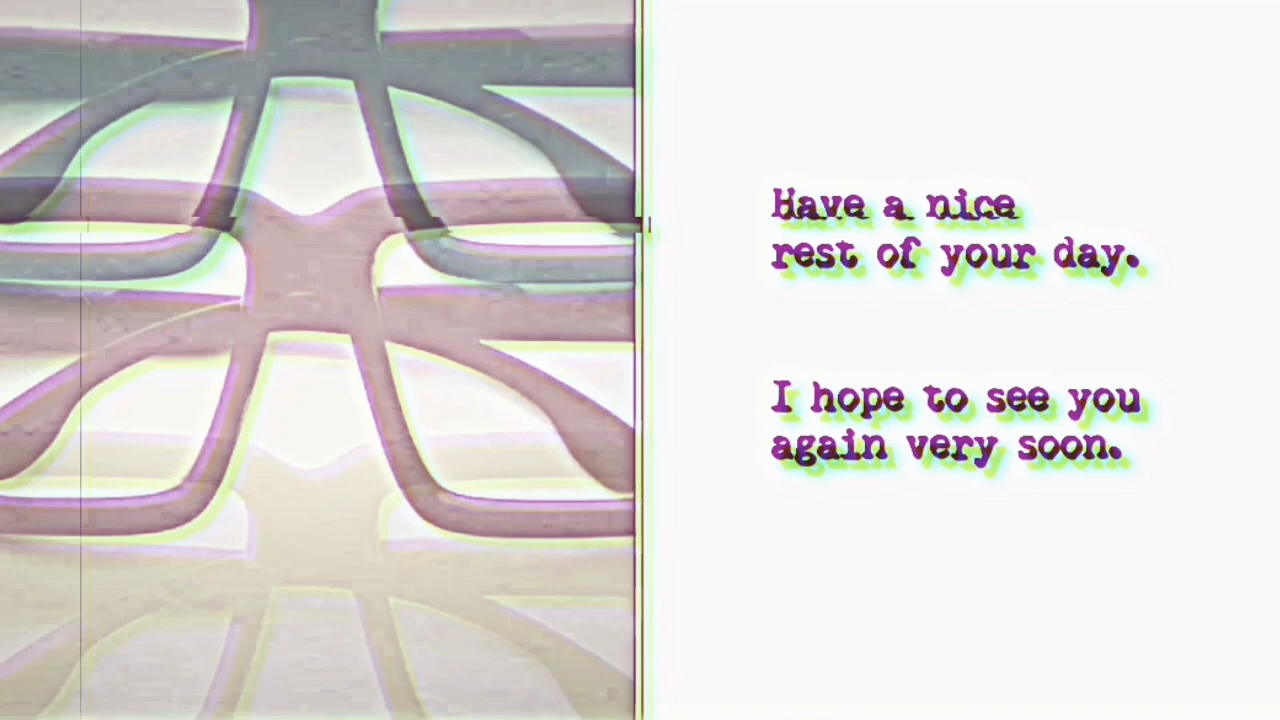 Have a nice
rest of your day.
I hope to see you
again very soon.